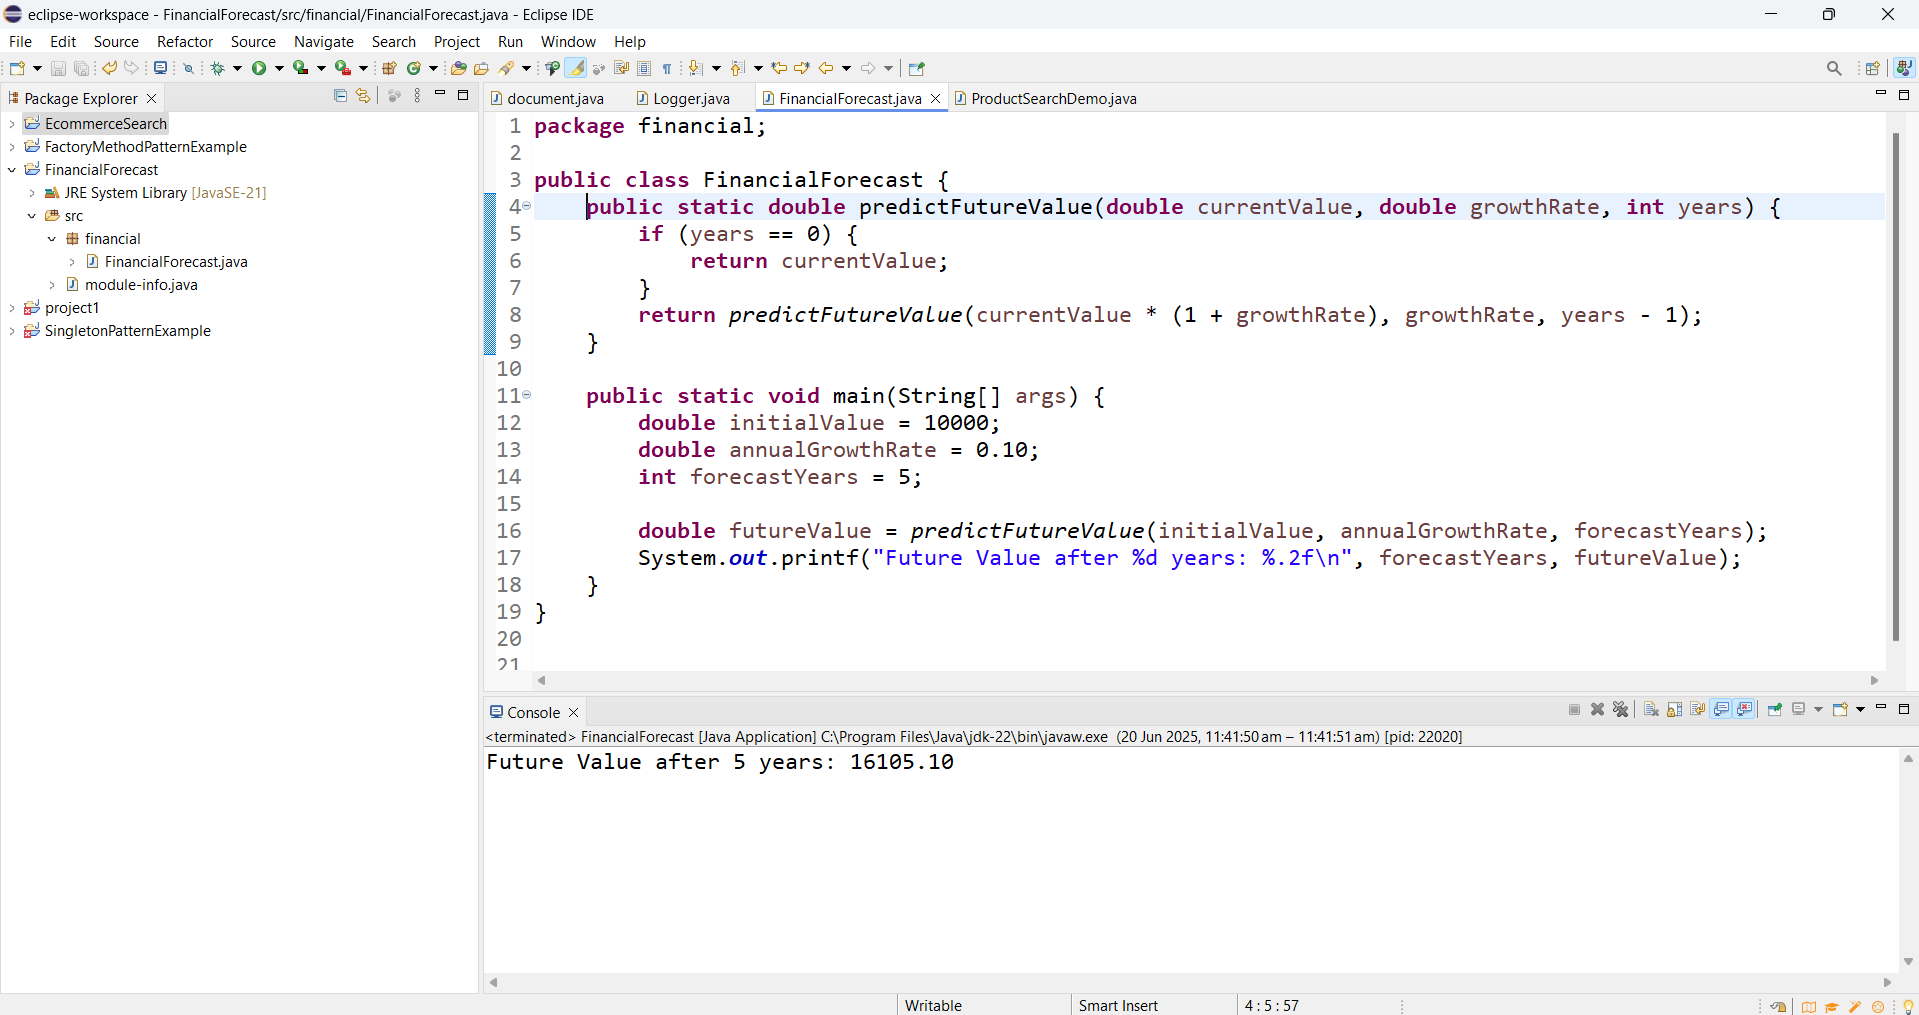 eclipse-workspace - FinancialForecast/src/financial/FinancialForecast.java - Eclipse IDE
File Edit Source Refactor Source Navigate Search Project Run Window Help
Package Explorer
EcommerceSearch
FactoryMethodPatternExample
FinancialForecast
JRE System Library [JavaSE-21]
src
financial
FinancialForecast.java
module-info.java
project1
SingletonPatternExample
document.java Logger.java FinancialForecast.java ProductSearchDemo.java
1 package financial;
2
3 public class FinancialForecast {
4     public static double predictFutureValue(double currentValue, double growthRate, int years) {
5         if (years == 0) {
6             return currentValue;
7         }
8         return predictFutureValue(currentValue * (1 + growthRate), growthRate, years - 1);
9     }
10
11     public static void main(String[] args) {
12         double initialValue = 10000;
13         double annualGrowthRate = 0.10;
14         int forecastYears = 5;
15
16         double futureValue = predictFutureValue(initialValue, annualGrowthRate, forecastYears);
17         System.out.printf("Future Value after %d years: %.2f\n", forecastYears, futureValue);
18     }
19 }
20
21
Console
<terminated> FinancialForecast [Java Application] C:\Program Files\Java\jdk-22\bin\javaw.exe (20 Jun 2025, 11:41:50 am – 11:41:51 am) [pid: 22020]
Future Value after 5 years: 16105.10
Writable Smart Insert 4 : 5 : 57